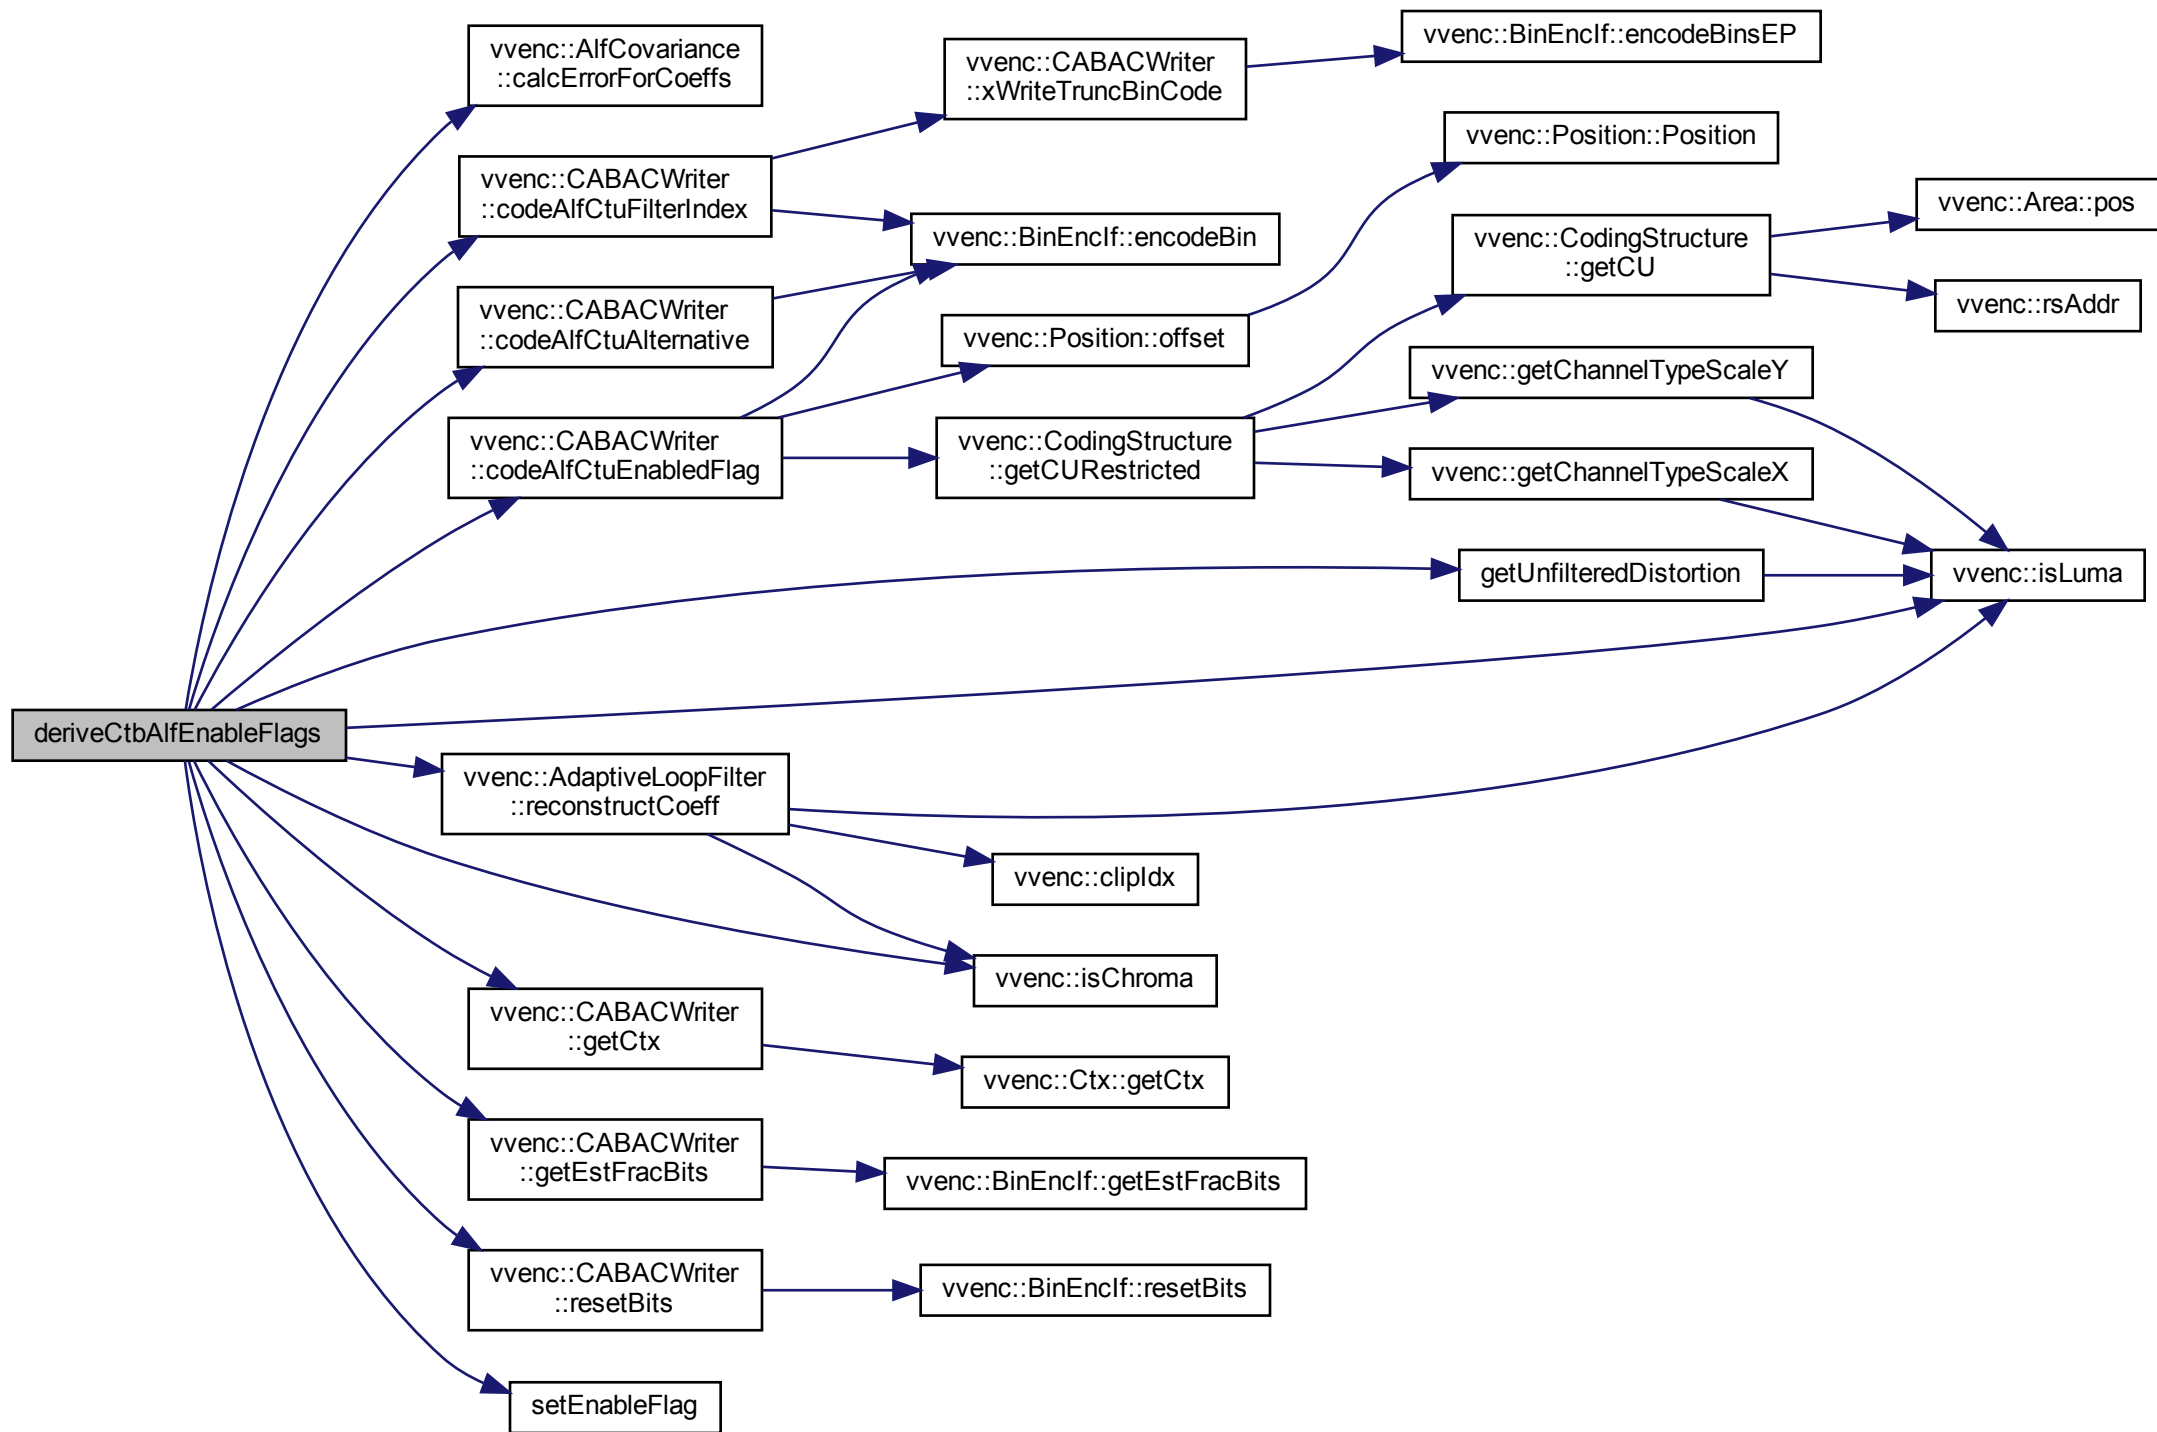 deriveCtbAlfEnableFlags
vvenc::AlfCovariance
::calcErrorForCoeffs
vvenc::CABACWriter
::codeAlfCtuFilterIndex
vvenc::CABACWriter
::codeAlfCtuAlternative
vvenc::CABACWriter
::codeAlfCtuEnabledFlag
vvenc::AdaptiveLoopFilter
::reconstructCoeff
vvenc::CABACWriter
::getCtx
vvenc::CABACWriter
::getEstFracBits
vvenc::CABACWriter
::resetBits
setEnableFlag
vvenc::CABACWriter
::xWriteTruncBinCode
vvenc::BinEncIf::encodeBin
vvenc::Position::offset
vvenc::CodingStructure
::getCURestricted
vvenc::clipIdx
vvenc::isChroma
vvenc::Ctx::getCtx
vvenc::BinEncIf::getEstFracBits
vvenc::BinEncIf::resetBits
vvenc::BinEncIf::encodeBinsEP
vvenc::Position::Position
vvenc::CodingStructure
::getCU
vvenc::getChannelTypeScaleY
vvenc::getChannelTypeScaleX
getUnfilteredDistortion
vvenc::Area::pos
vvenc::rsAddr
vvenc::isLuma